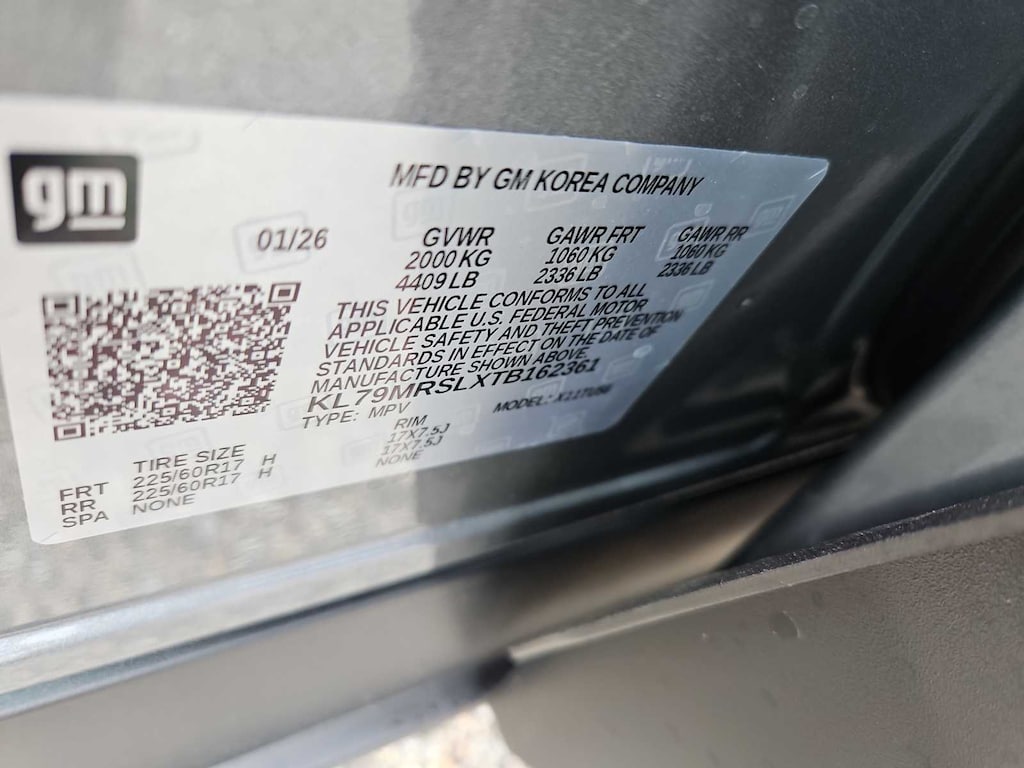 gm
MFD BY GM KOREA COMPANY
01/26
GVWR GAWR FRT GAWR RR
2000 KG 1060 KG 1060 KG
4409 LB 2336 LB 2336 LB
THIS VEHICLE CONFORMS TO ALL
APPLICABLE U.S. FEDERAL MOTOR
VEHICLE SAFETY AND THEFT PREVENTION
STANDARDS IN EFFECT ON THE DATE OF
MANUFACTURE SHOWN ABOVE.
KL79MRSLXTB162361
TYPE: MPV MODEL:
TIRE SIZE RIM
FRT 225/60R17 H 17X7.5J
RR 225/60R17 H 17X7.5J
SPA NONE NONE